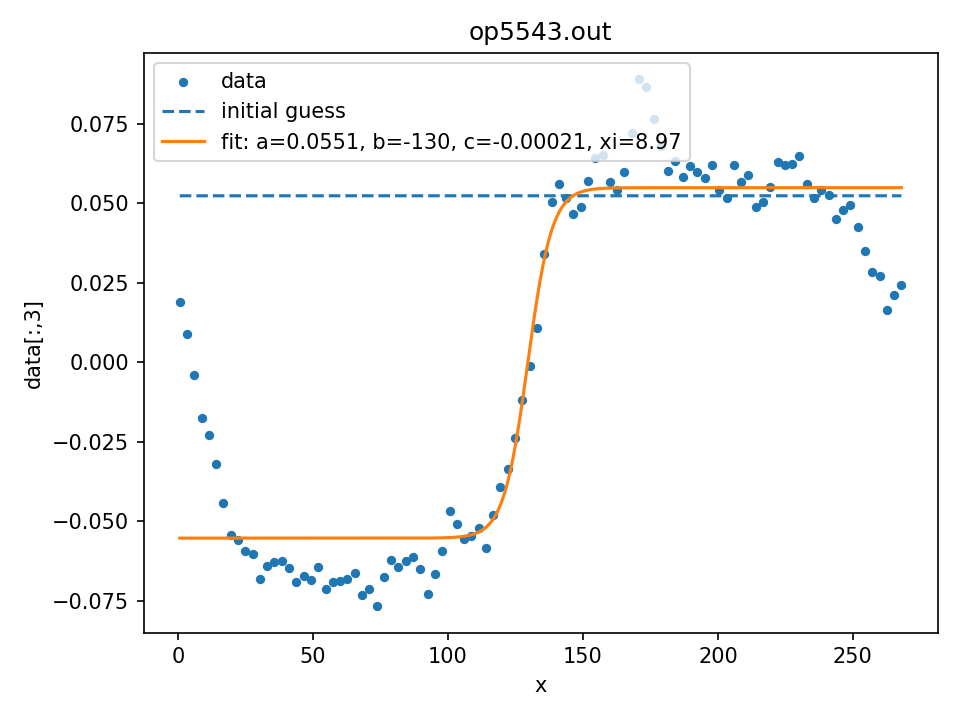 op5543.out
data
initial guess
fit: a=0.0551, b=-130, c=-0.00021, xi=8.97
0.075
0.050
0.025
0.000
−0.025
−0.050
−0.075
data[:,3]
0 50 100 150 200 250
x